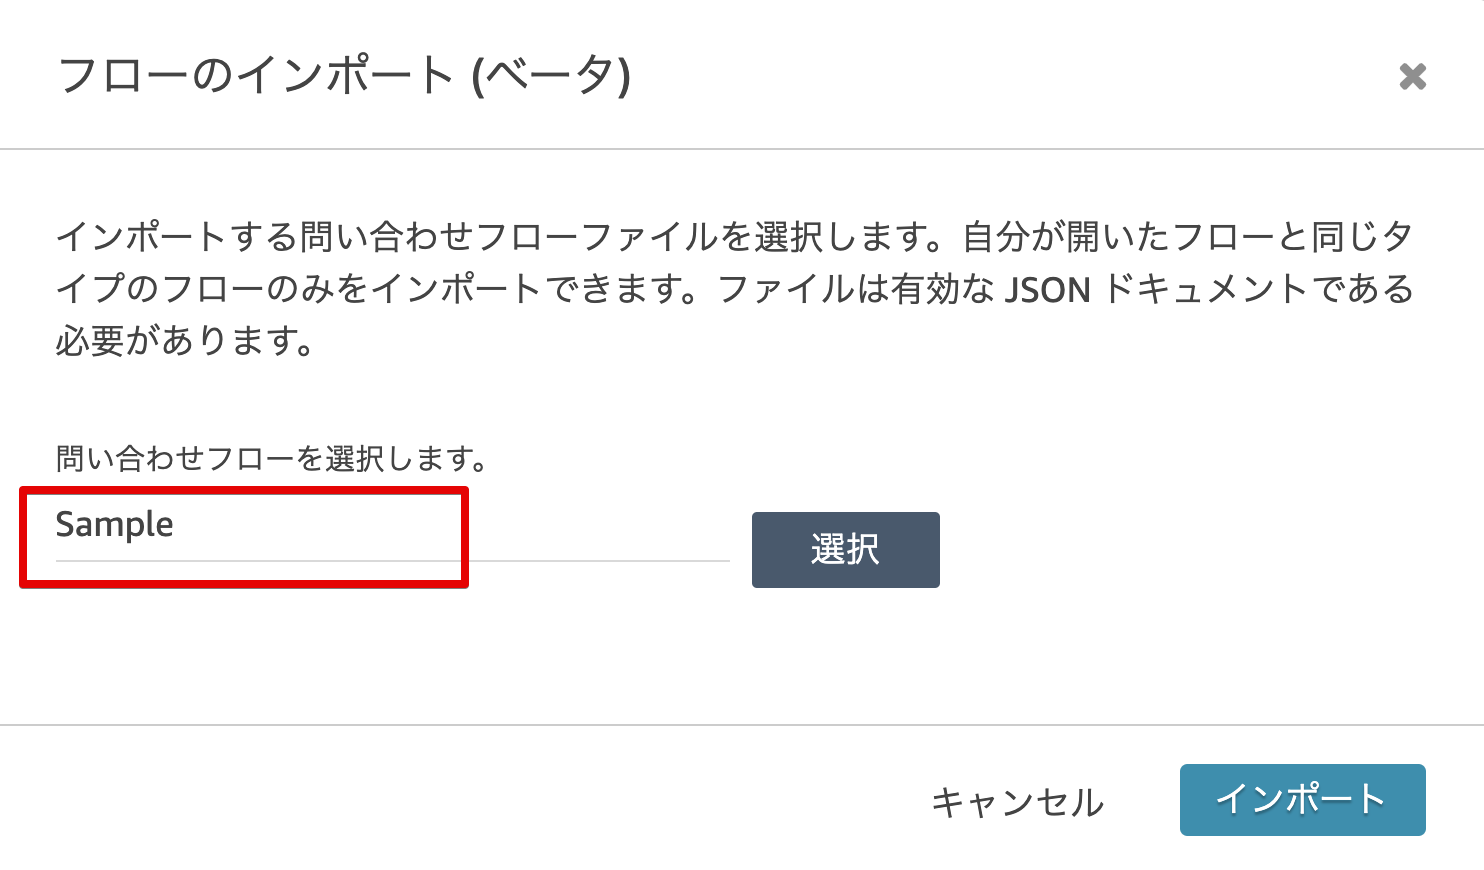 フローのインポート (ベータ)
インポートする問い合わせフローファイルを選択します。自分が開いたフローと同じタ
イプのフローのみをインポートできます。ファイルは有効な JSON ドキュメントである
必要があります。
問い合わせフローを選択します。
Sample
選択
キャンセル
インポート